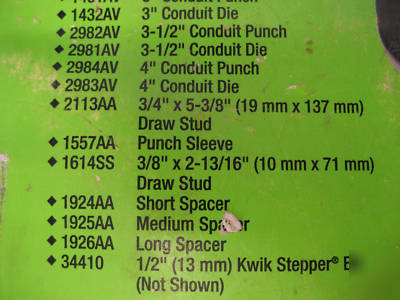 1432AV 3" Conduit Die
2982AV 3-1/2" Conduit Punch
2981AV 3-1/2" Conduit Die
2984AV 4" Conduit Punch
2983AV 4" Conduit Die
2113AA 3/4" x 5-3/8" (19 mm x 137 mm)
Draw Stud
1557AA Punch Sleeve
1614SS 3/8" x 2-13/16" (10 mm x 71 mm)
Draw Stud
1924AA Short Spacer
1925AA Medium Spacer
1926AA Long Spacer
34410 1/2" (13 mm) Kwik Stepper® B
(Not Shown)